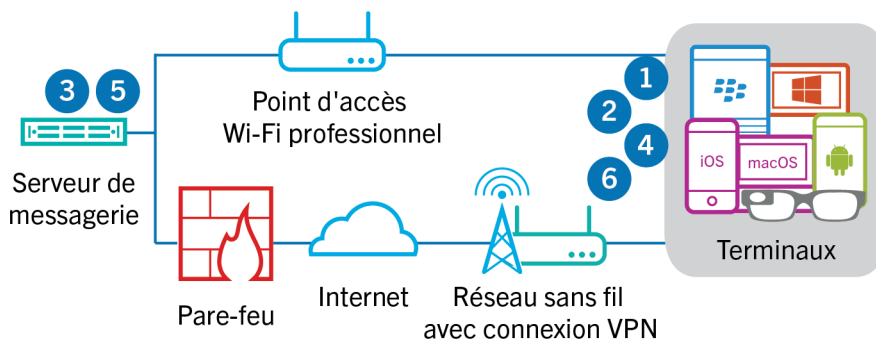 3
5
Serveur de
messagerie
Point d'accès
Wi-Fi professionnel
1
2
4
6
iOS
macOS
Terminaux
Pare-feu
Internet
Réseau sans fil
avec connexion VPN